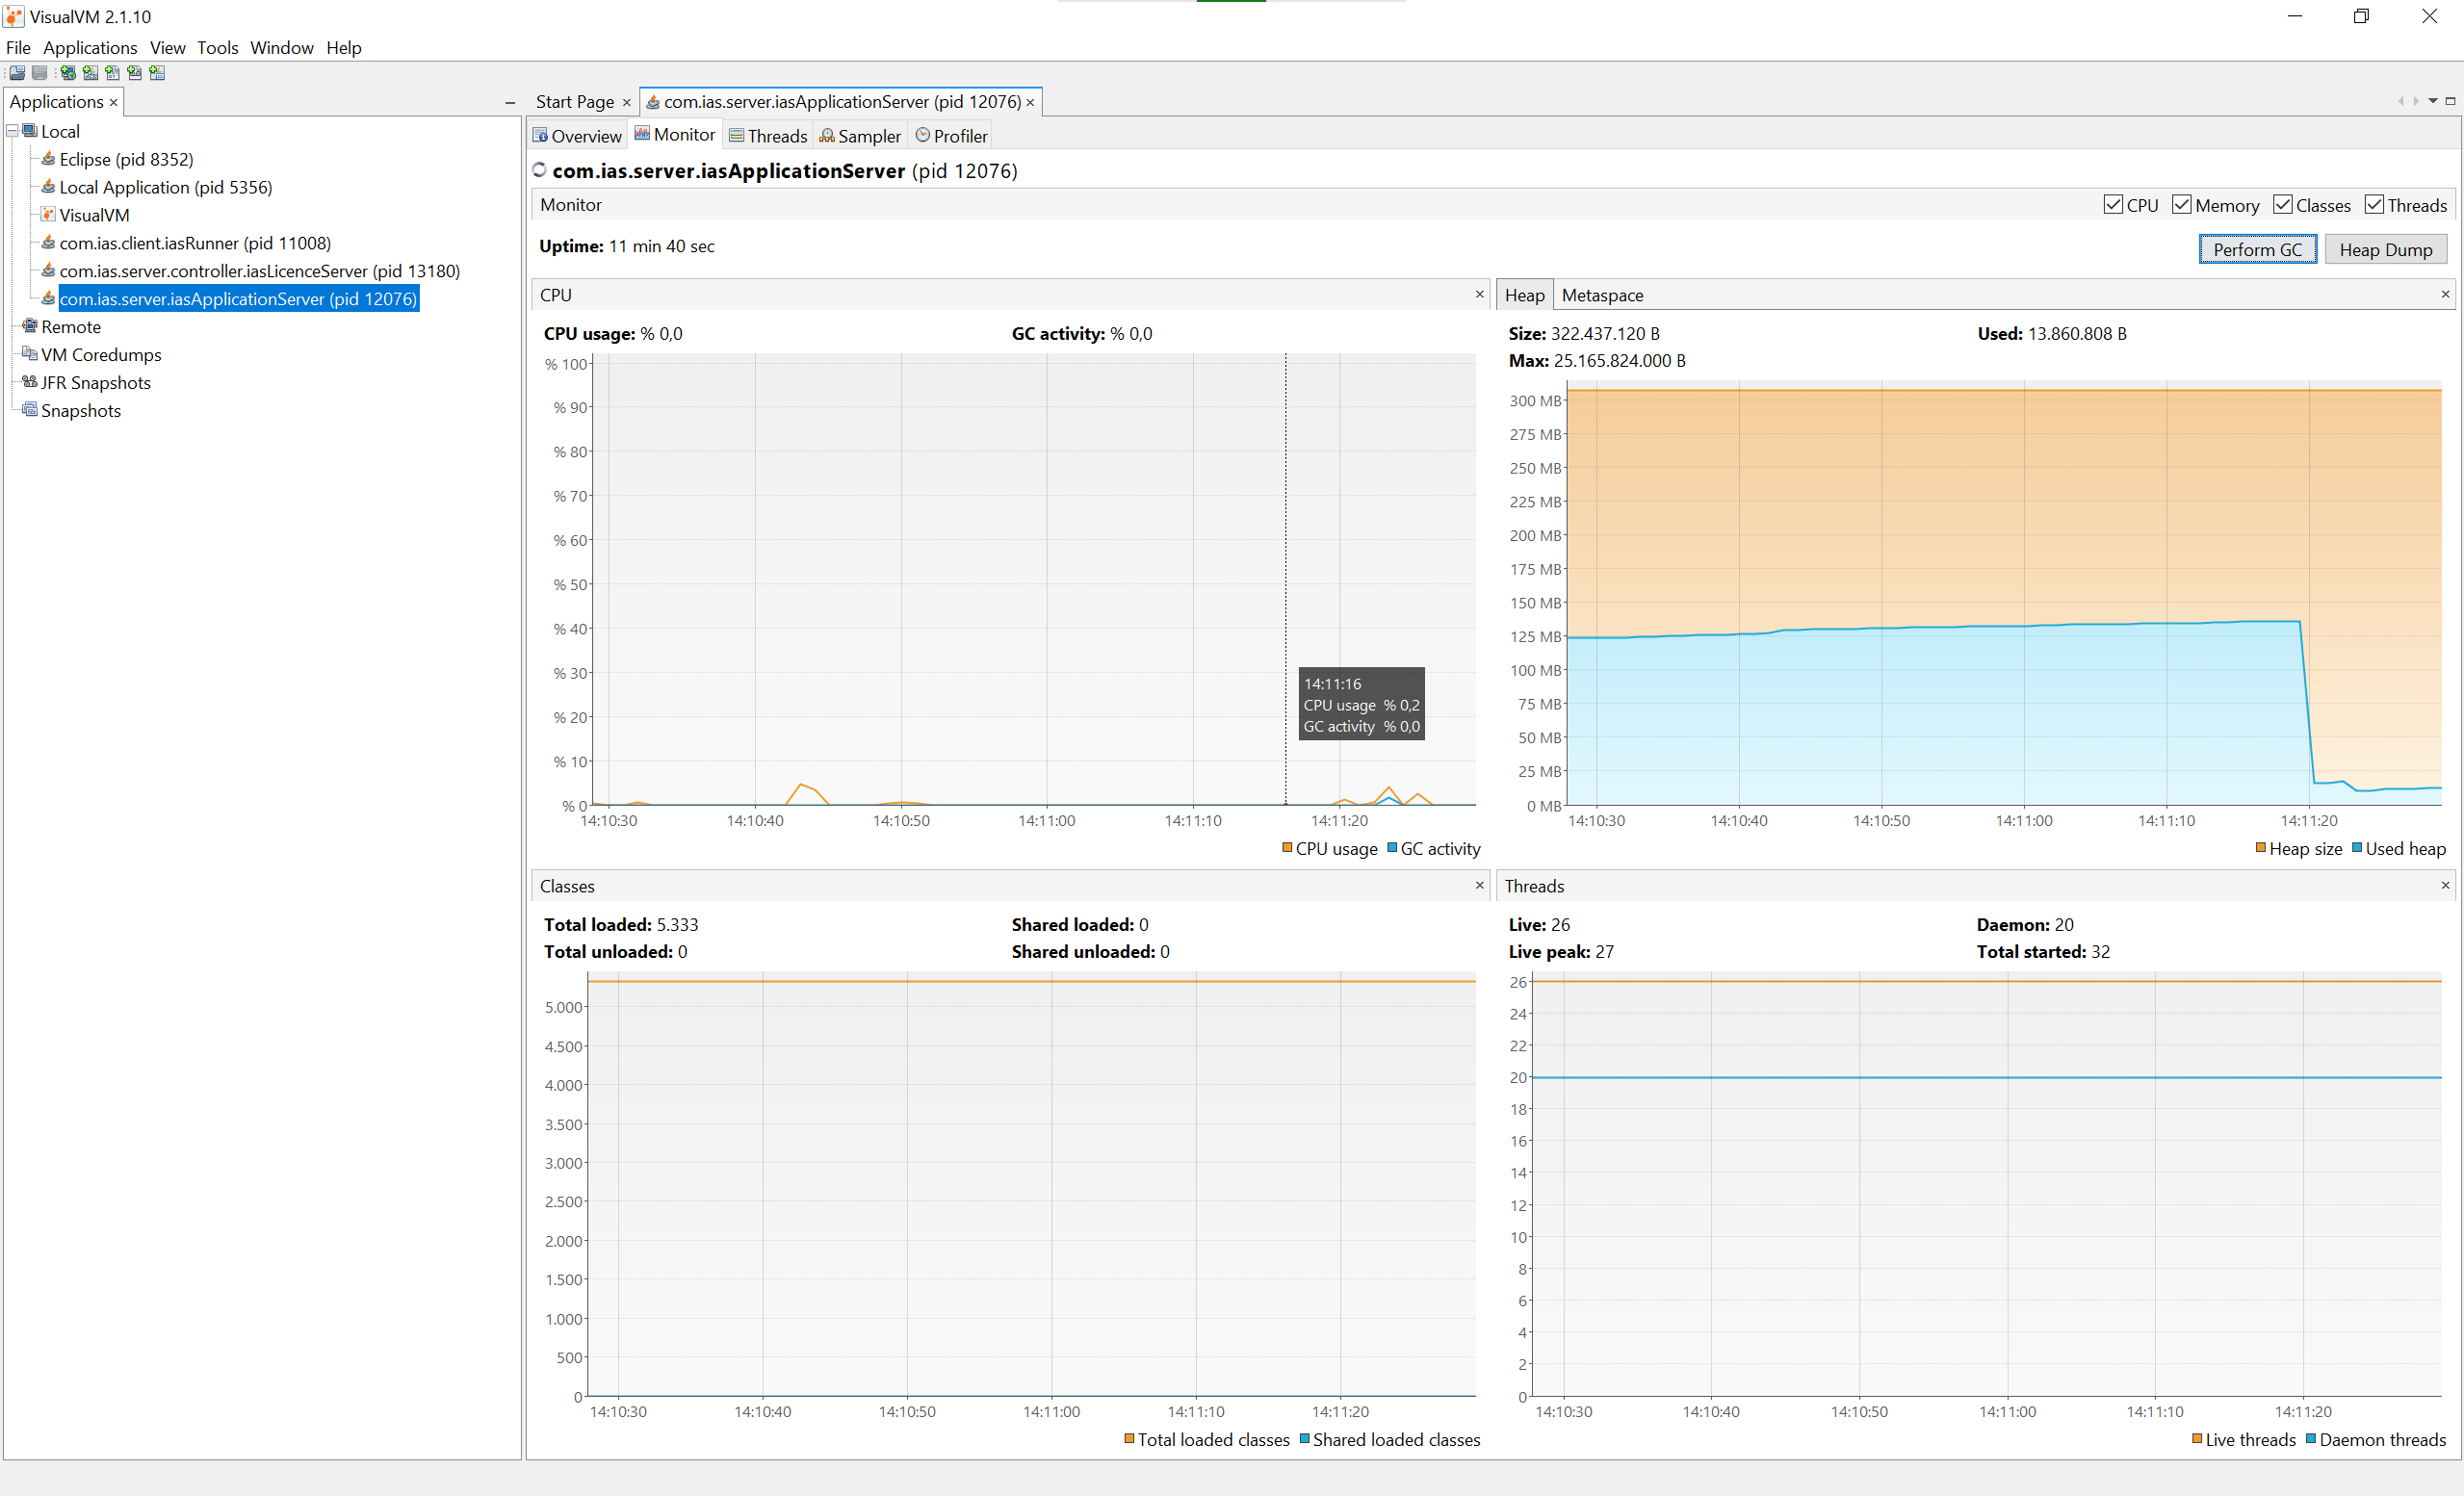 VisualVM 2.1.10
File Applications View Tools Window Help
Applications
Local
Eclipse (pid 8352)
Local Application (pid 5356)
VisualVM
com.ias.client.iasRunner (pid 11008)
com.ias.server.controller.iasLicenceServer (pid 13180)
com.ias.server.iasApplicationServer (pid 12076)
Remote
VM Coredumps
JFR Snapshots
Snapshots
Start Page com.ias.server.iasApplicationServer (pid 12076)
Overview Monitor Threads Sampler Profiler
com.ias.server.iasApplicationServer (pid 12076)
Monitor CPU Memory Classes Threads
Uptime: 11 min 40 sec Perform GC Heap Dump
CPU
CPU usage: % 0,0 GC activity: % 0,0
% 100
% 90
% 80
% 70
% 60
% 50
% 40
% 30
% 20
% 10
% 0
14:11:16
CPU usage % 0,2
GC activity % 0,0
14:10:30 14:10:40 14:10:50 14:11:00 14:11:10 14:11:20
CPU usage GC activity
Heap Metaspace
Size: 322.437.120 B Used: 13.860.808 B
Max: 25.165.824.000 B
300 MB
275 MB
250 MB
225 MB
200 MB
175 MB
150 MB
125 MB
100 MB
75 MB
50 MB
25 MB
0 MB
14:10:30 14:10:40 14:10:50 14:11:00 14:11:10 14:11:20
Heap size Used heap
Classes
Total loaded: 5.333 Shared loaded: 0
Total unloaded: 0 Shared unloaded: 0
5.000
4.500
4.000
3.500
3.000
2.500
2.000
1.500
1.000
500
0
14:10:30 14:10:40 14:10:50 14:11:00 14:11:10 14:11:20
Total loaded classes Shared loaded classes
Threads
Live: 26 Daemon: 20
Live peak: 27 Total started: 32
26
24
22
20
18
16
14
12
10
8
6
4
2
0
14:10:30 14:10:40 14:10:50 14:11:00 14:11:10 14:11:20
Live threads Daemon threads